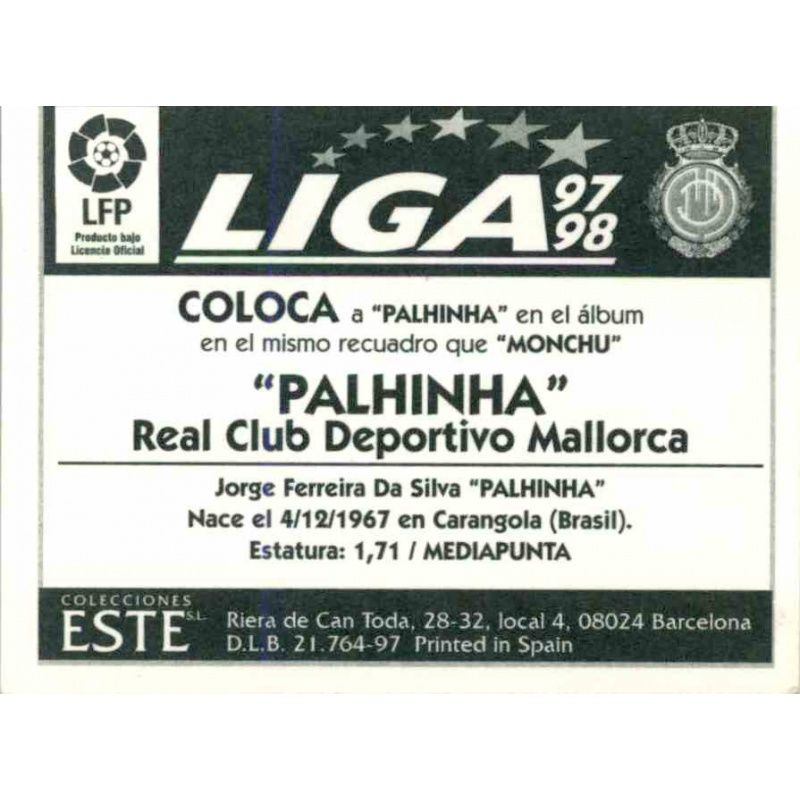 LFP
Producto bajo
Licencia Oficial
LIGA 97
98
COLOCA a "PALHINHA" en el álbum
en el mismo recuadro que "MONCHU"
"PALHINHA"
Real Club Deportivo Mallorca
Jorge Ferreira Da Silva "PALHINHA"
Nace el 4/12/1967 en Carangola (Brasil).
Estatura: 1,71 / MEDIAPUNTA
COLECCIONES
ESTE S.L.
Riera de Can Toda, 28-32, local 4, 08024 Barcelona
D.L.B. 21.764-97 Printed in Spain